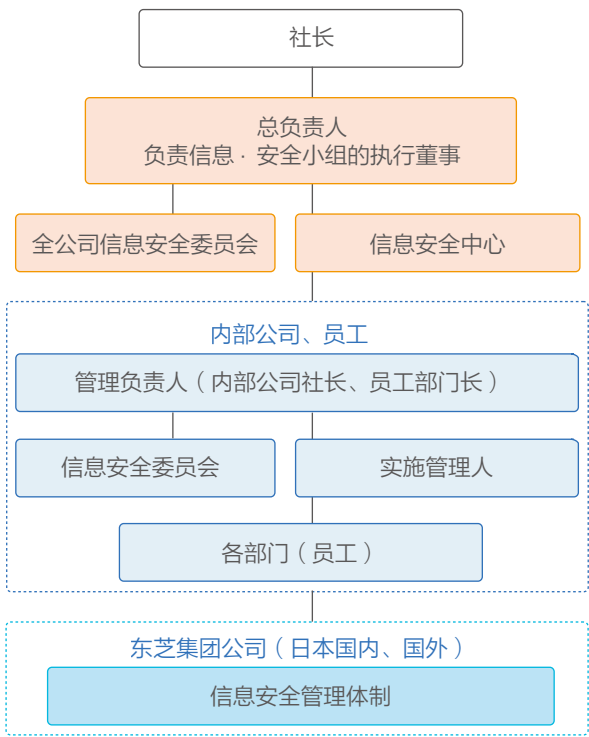 社长
总负责人
负责信息· 安全小组的执行董事
全公司信息安全委员会
信息安全中心
内部公司、员工
管理负责人（内部公司社长、员工部门长）
信息安全委员会
实施管理人
各部门（员工）
东芝集团公司（日本国内、国外）
信息安全管理体制